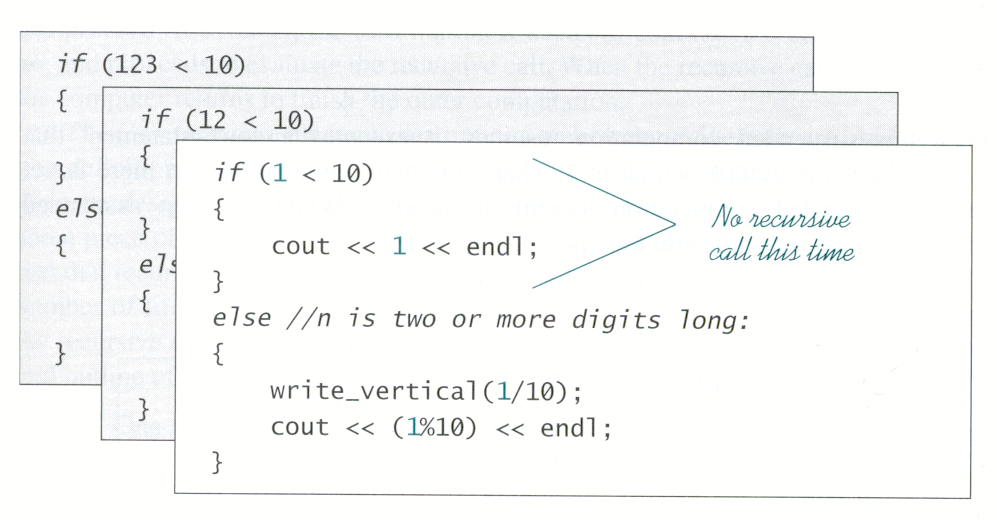 if (123 < 10)
{
}
els
{
}
if (12 < 10)
{
}
els
{
}
if (1 < 10)
{
cout << 1 << endl;
}
else //n is two or more digits long:
{
write_vertical(1/10);
cout << (1%10) << endl;
}
No recursive
call this time